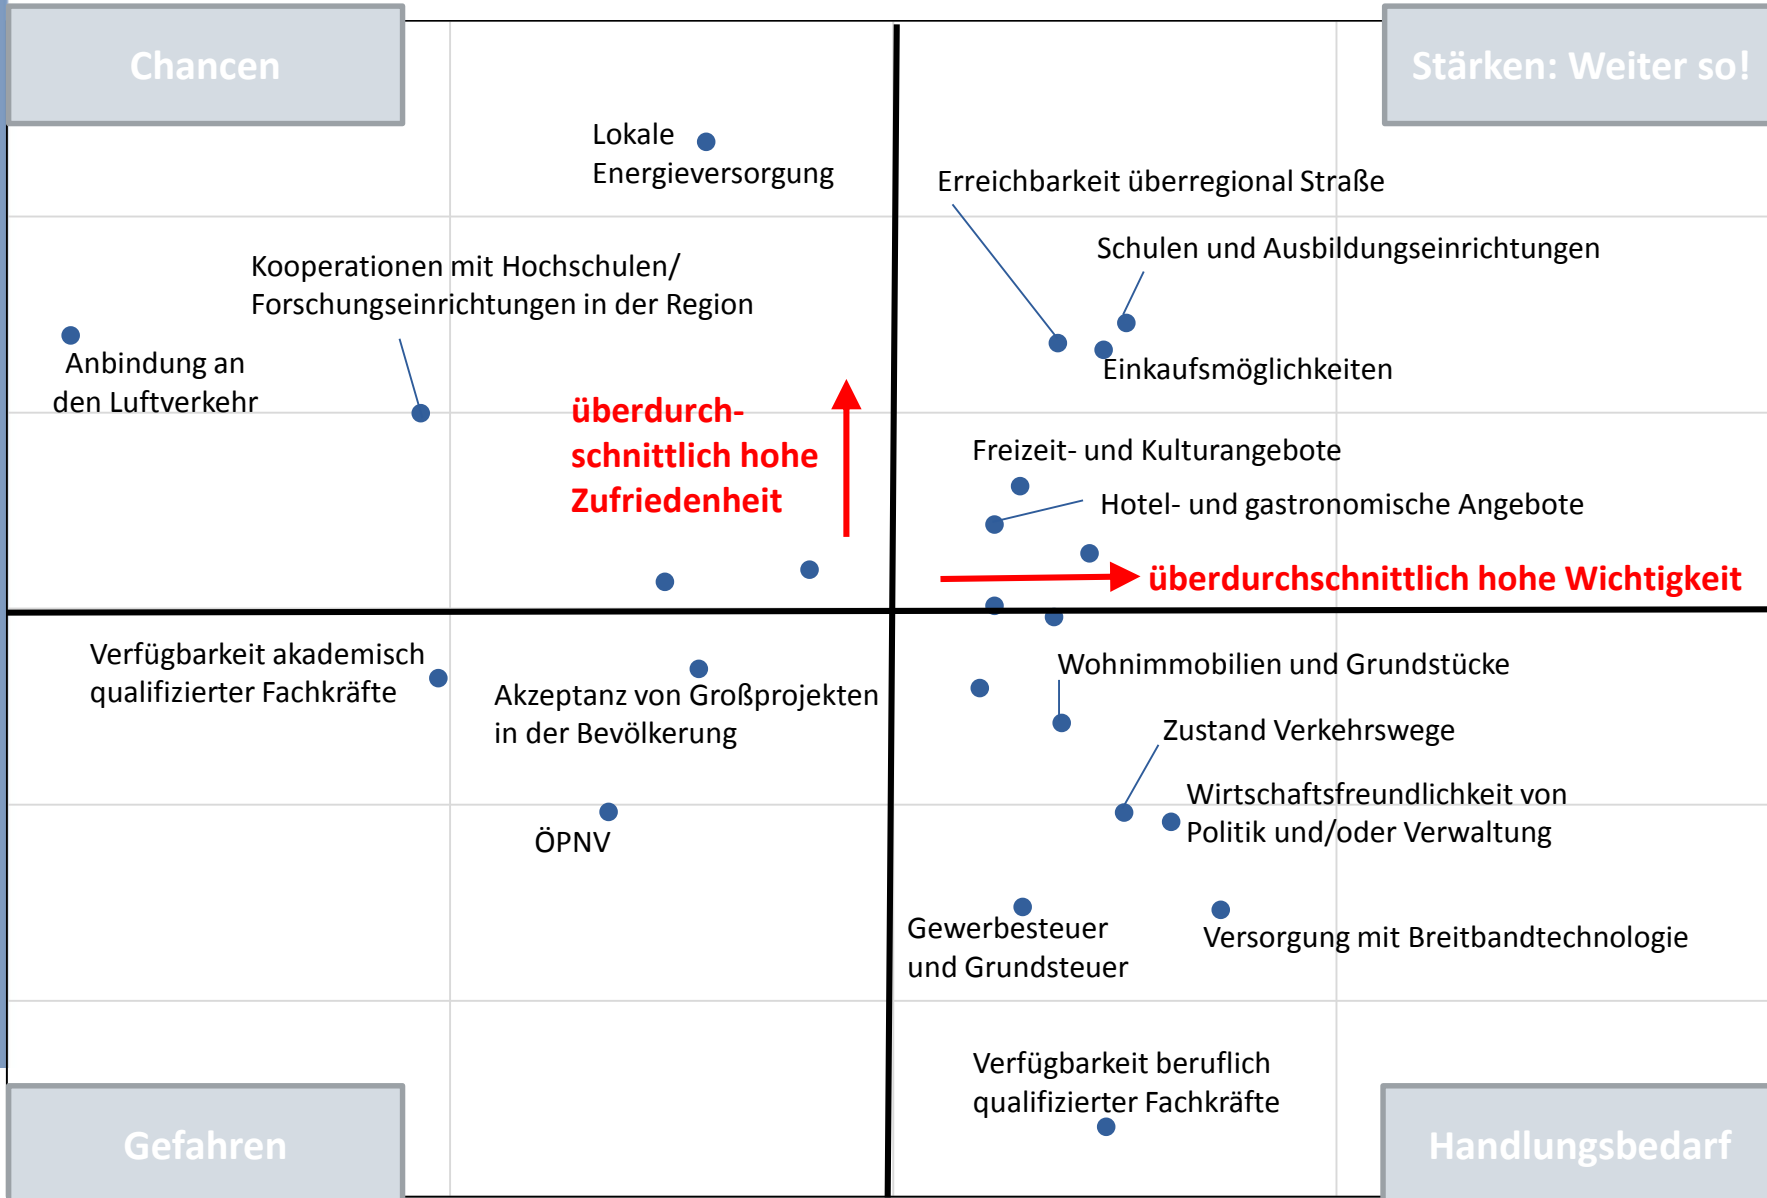 Chancen
Stärken: Weiter so!
Lokale
Energieversorgung
Erreichbarkeit überregional Straße
Schulen und Ausbildungseinrichtungen
Kooperationen mit Hochschulen/
Forschungseinrichtungen in der Region
Anbindung an
den Luftverkehr
Einkaufsmöglichkeiten
überdurch-
schnittlich hohe
Zufriedenheit
Freizeit- und Kulturangebote
Hotel- und gastronomische Angebote
überdurchschnittlich hohe Wichtigkeit
Verfügbarkeit akademisch
qualifizierter Fachkräfte
Akzeptanz von Großprojekten
in der Bevölkerung
Wohnimmobilien und Grundstücke
Zustand Verkehrswege
Wirtschaftsfreundlichkeit von
Politik und/oder Verwaltung
ÖPNV
Gewerbesteuer
und Grundsteuer
Versorgung mit Breitbandtechnologie
Verfügbarkeit beruflich
qualifizierter Fachkräfte
Gefahren
Handlungsbedarf